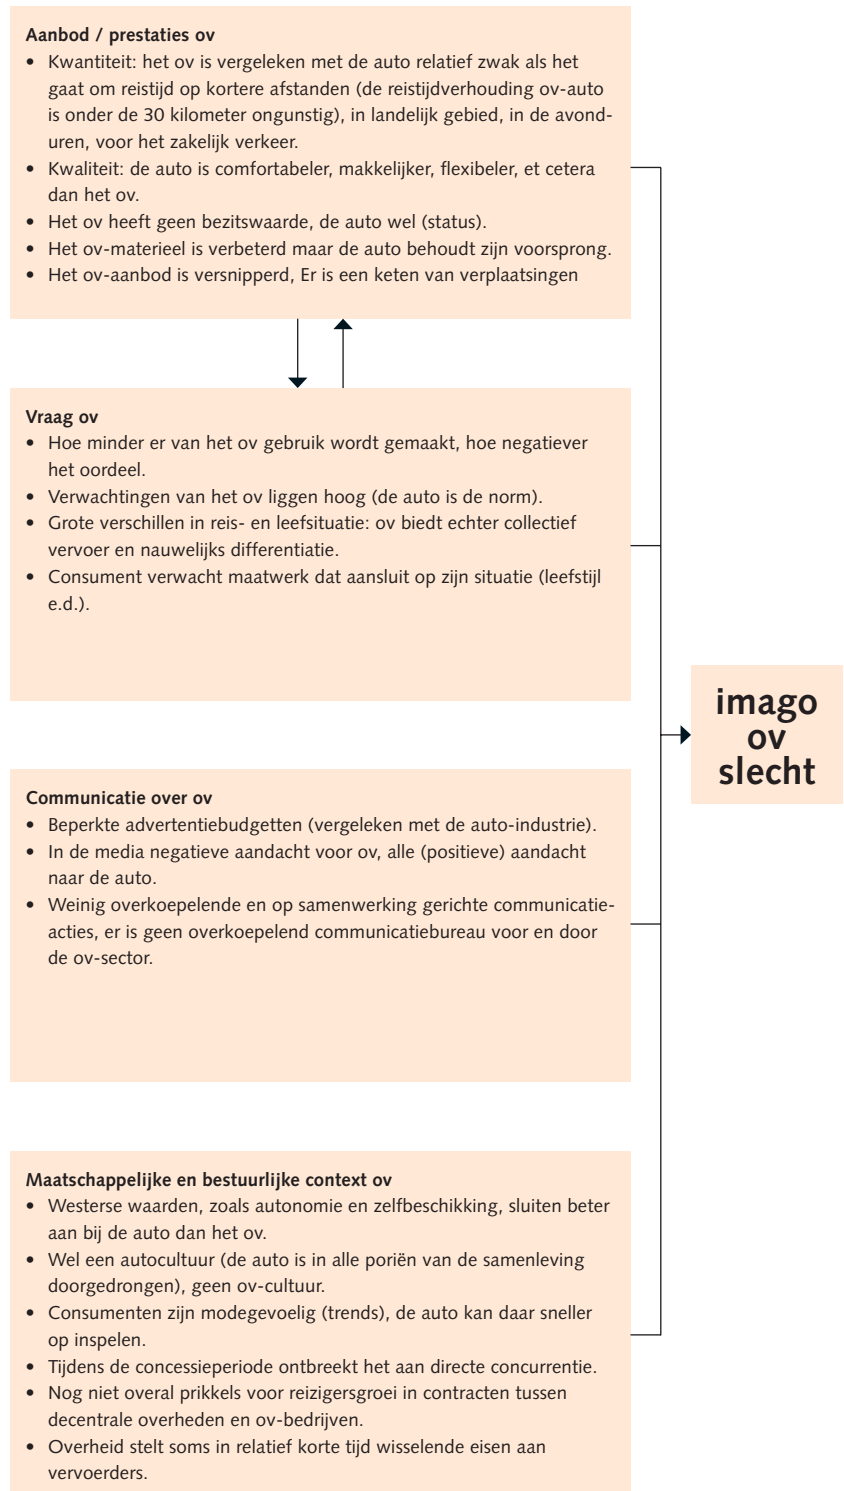 Aanbod / prestaties ov
• Kwantiteit: het ov is vergeleken met de auto relatief zwak als het
gaat om reistijd op kortere afstanden (de reistijdverhouding ov-auto
is onder de 30 kilometer ongunstig), in landelijk gebied, in de avond-
uren, voor het zakelijk verkeer.
• Kwaliteit: de auto is comfortabeler, makkelijker, flexibeler, et cetera
dan het ov.
• Het ov heeft geen bezitswaarde, de auto wel (status).
• Het ov-materieel is verbeterd maar de auto behoudt zijn voorsprong.
• Het ov-aanbod is versnipperd, Er is een keten van verplaatsingen
Vraag ov
• Hoe minder er van het ov gebruik wordt gemaakt, hoe negatiever
het oordeel.
• Verwachtingen van het ov liggen hoog (de auto is de norm).
• Grote verschillen in reis- en leefsituatie: ov biedt echter collectief
vervoer en nauwelijks differentiatie.
• Consument verwacht maatwerk dat aansluit op zijn situatie (leefstijl
e.d.).
imago
ov
slecht
Communicatie over ov
• Beperkte advertentiebudgetten (vergeleken met de auto-industrie).
• In de media negatieve aandacht voor ov, alle (positieve) aandacht
naar de auto.
• Weinig overkoepelende en op samenwerking gerichte communicatie-
acties, er is geen overkoepelend communicatiebureau voor en door
de ov-sector.
Maatschappelijke en bestuurlijke context ov
• Westerse waarden, zoals autonomie en zelfbeschikking, sluiten beter
aan bij de auto dan het ov.
• Wel een autocultuur (de auto is in alle poriën van de samenleving
doorgedrongen), geen ov-cultuur.
• Consumenten zijn modegevoelig (trends), de auto kan daar sneller
op inspelen.
• Tijdens de concessieperiode ontbreekt het aan directe concurrentie.
• Nog niet overal prikkels voor reizigersgroei in contracten tussen
decentrale overheden en ov-bedrijven.
• Overheid stelt soms in relatief korte tijd wisselende eisen aan
vervoerders.